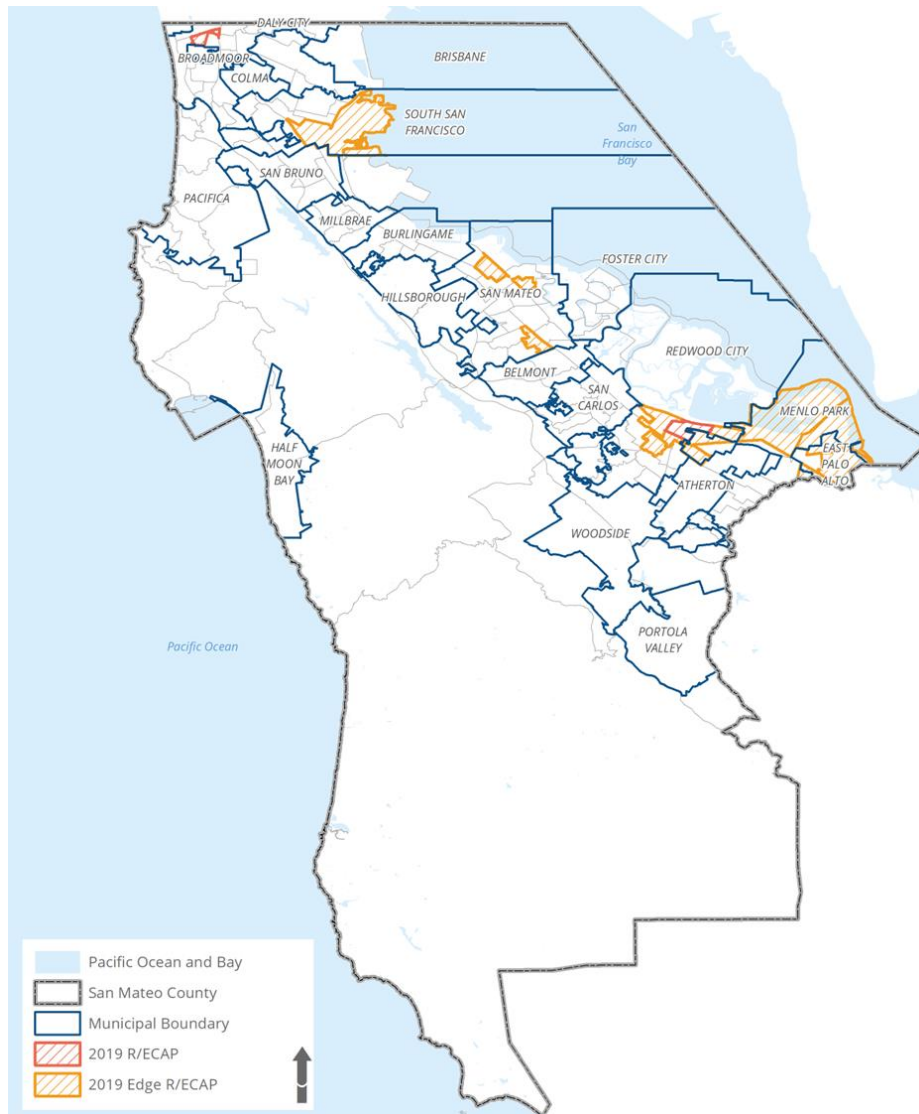 DALY CITY
BROADMOOR
BRISBANE
COLMA
SOUTH SAN
FRANCISCO
San
Francisco
Bay
SAN BRUNO
PACIFICA
MILLBRAE
BURLINGAME
FOSTER CITY
HILLSBOROUGH
SAN MATEO
REDWOOD CITY
BELMONT
SAN
CARLOS
MENLO PARK
HALF
MOON
BAY
EAST
PALO
ALTO
ATHERTON
WOODSIDE
PORTOLA
VALLEY
Pacific Ocean
Pacific Ocean and Bay
San Mateo County
Municipal Boundary
2019 R/ECAP
2019 Edge R/ECAP